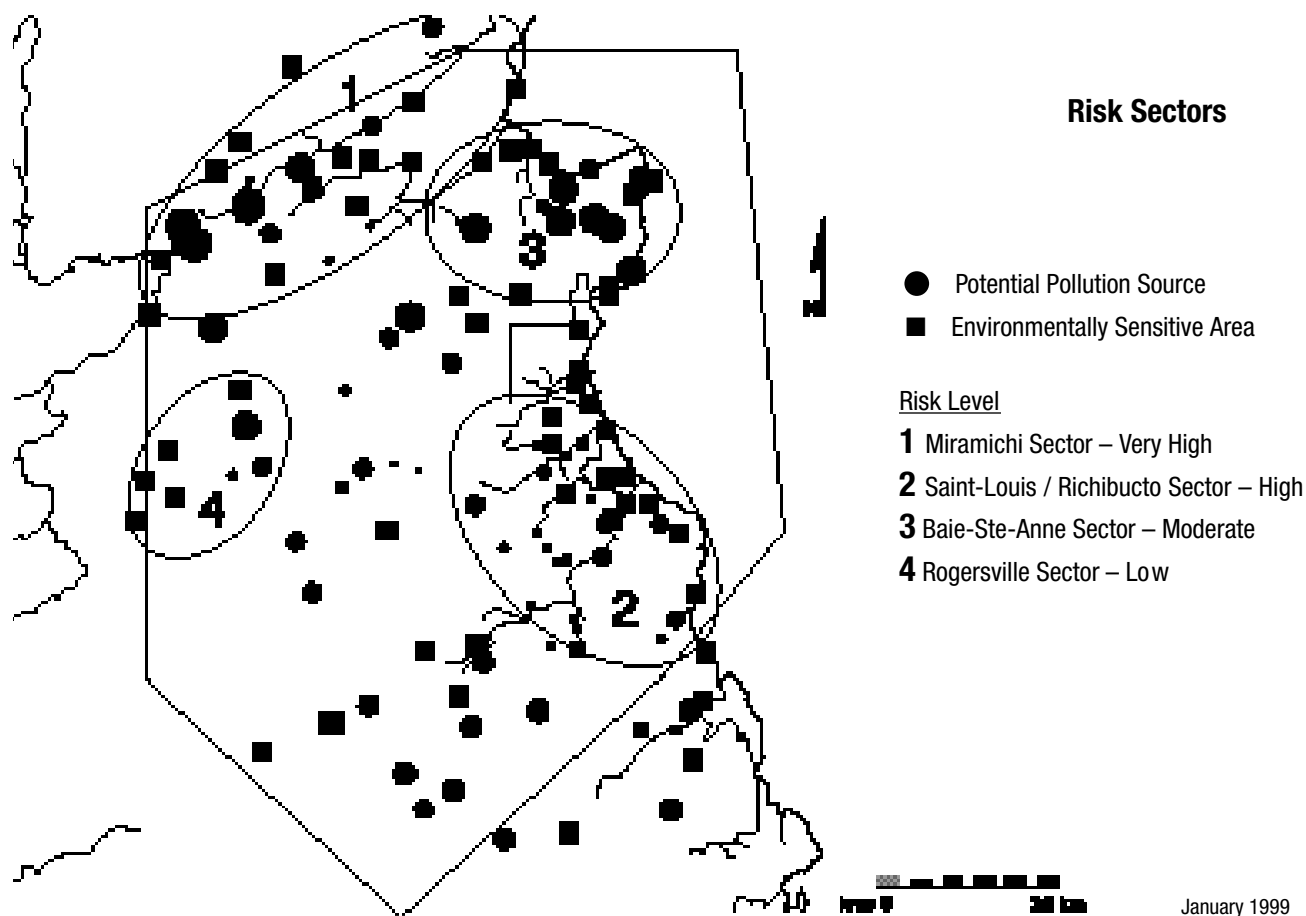 Risk Sectors
1
3
4
2
Potential Pollution Source
Environmentally Sensitive Area
Risk Level
1 Miramichi Sector – Very High
2 Saint-Louis / Richibucto Sector – High
3 Baie-Ste-Anne Sector – Moderate
4 Rogersville Sector – Low
January 1999